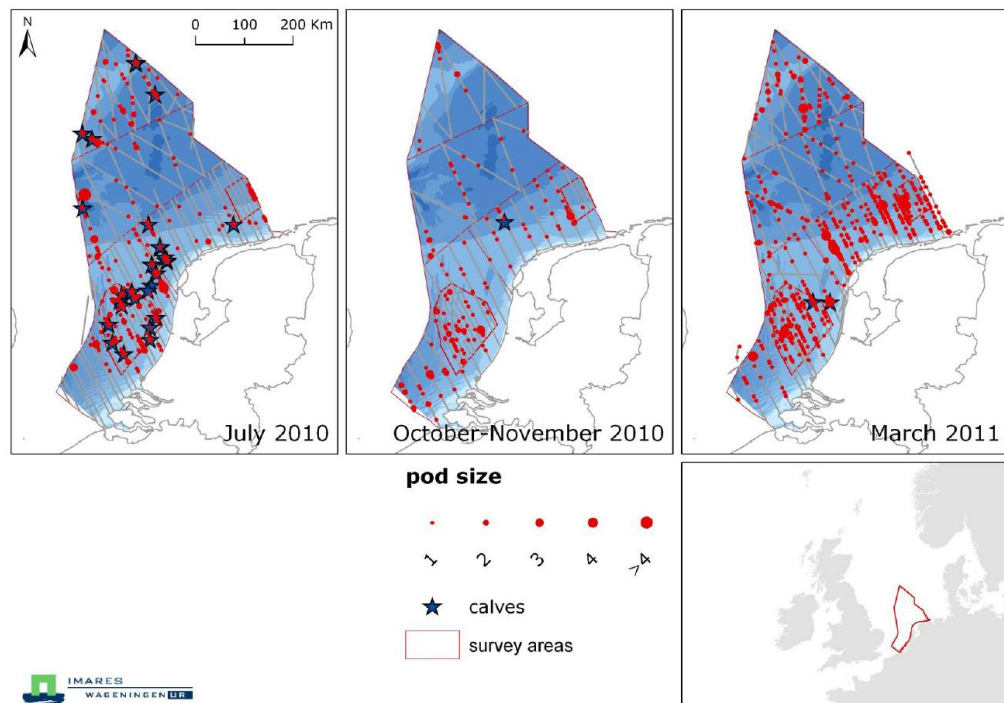 N
0 100 200 Km
July 2010
October-November 2010
March 2011
pod size
1 2 3 4 >4
calves
survey areas
IMARES
WAGENINGEN UR